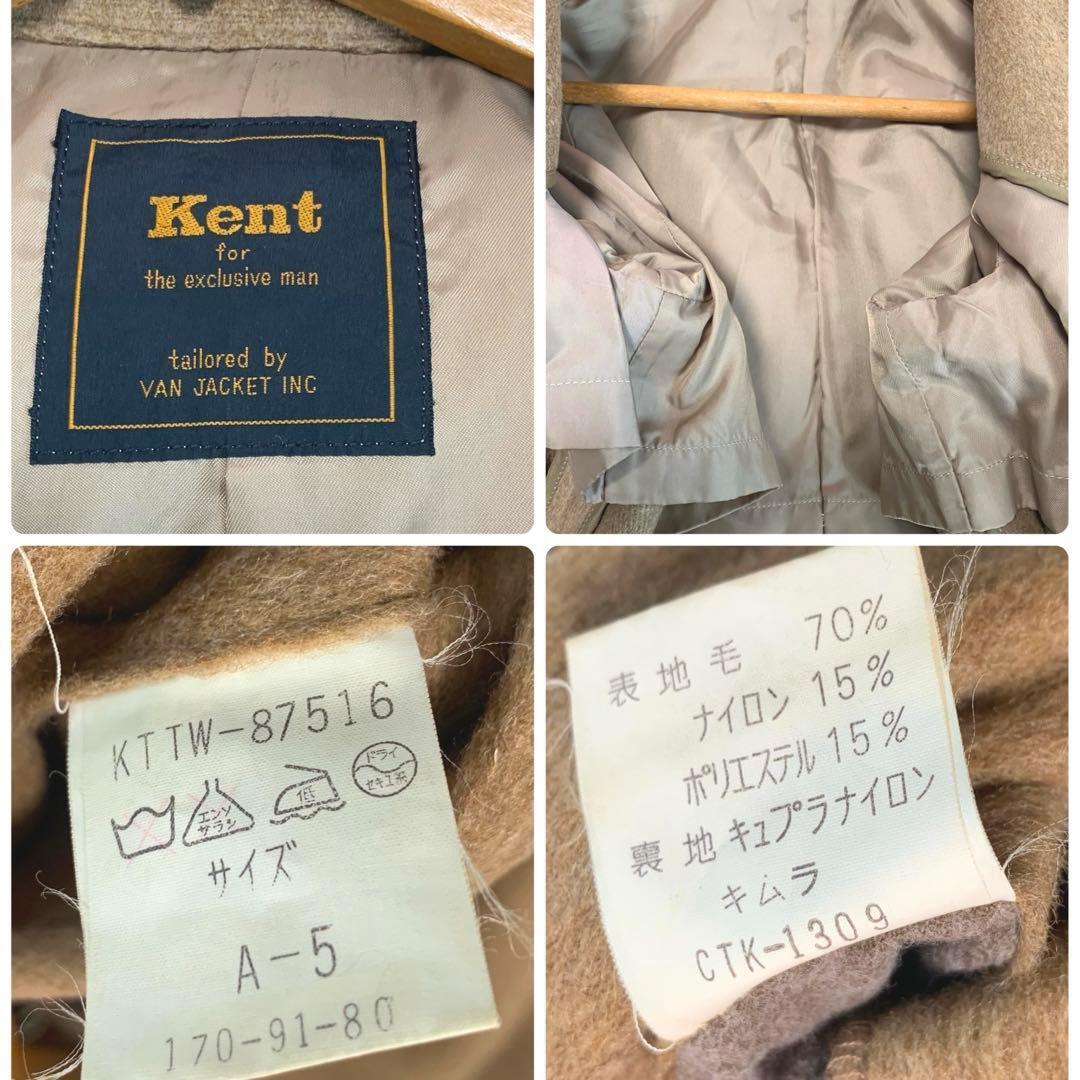 Kent
for
the exclusive man
tailored by
VAN JACKET INC
KTTW-87516
エンソ
サラシ
低
ドライ
セキユ系
サイズ
A-5
170-91-80
表地毛 70%
ナイロン 15%
ポリエステル 15%
裏地キュプラナイロン
キムラ
CTK-1309